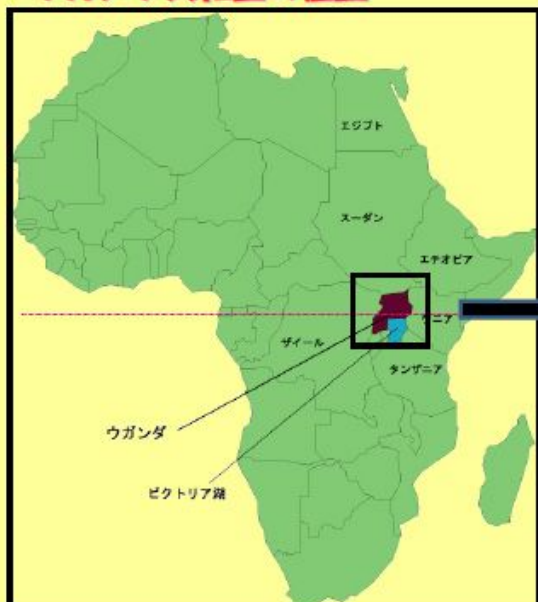 エジプト
スーダン
エチオピア
ケニア
ザイール
タンザニア
ウガンダ
ビクトリア湖